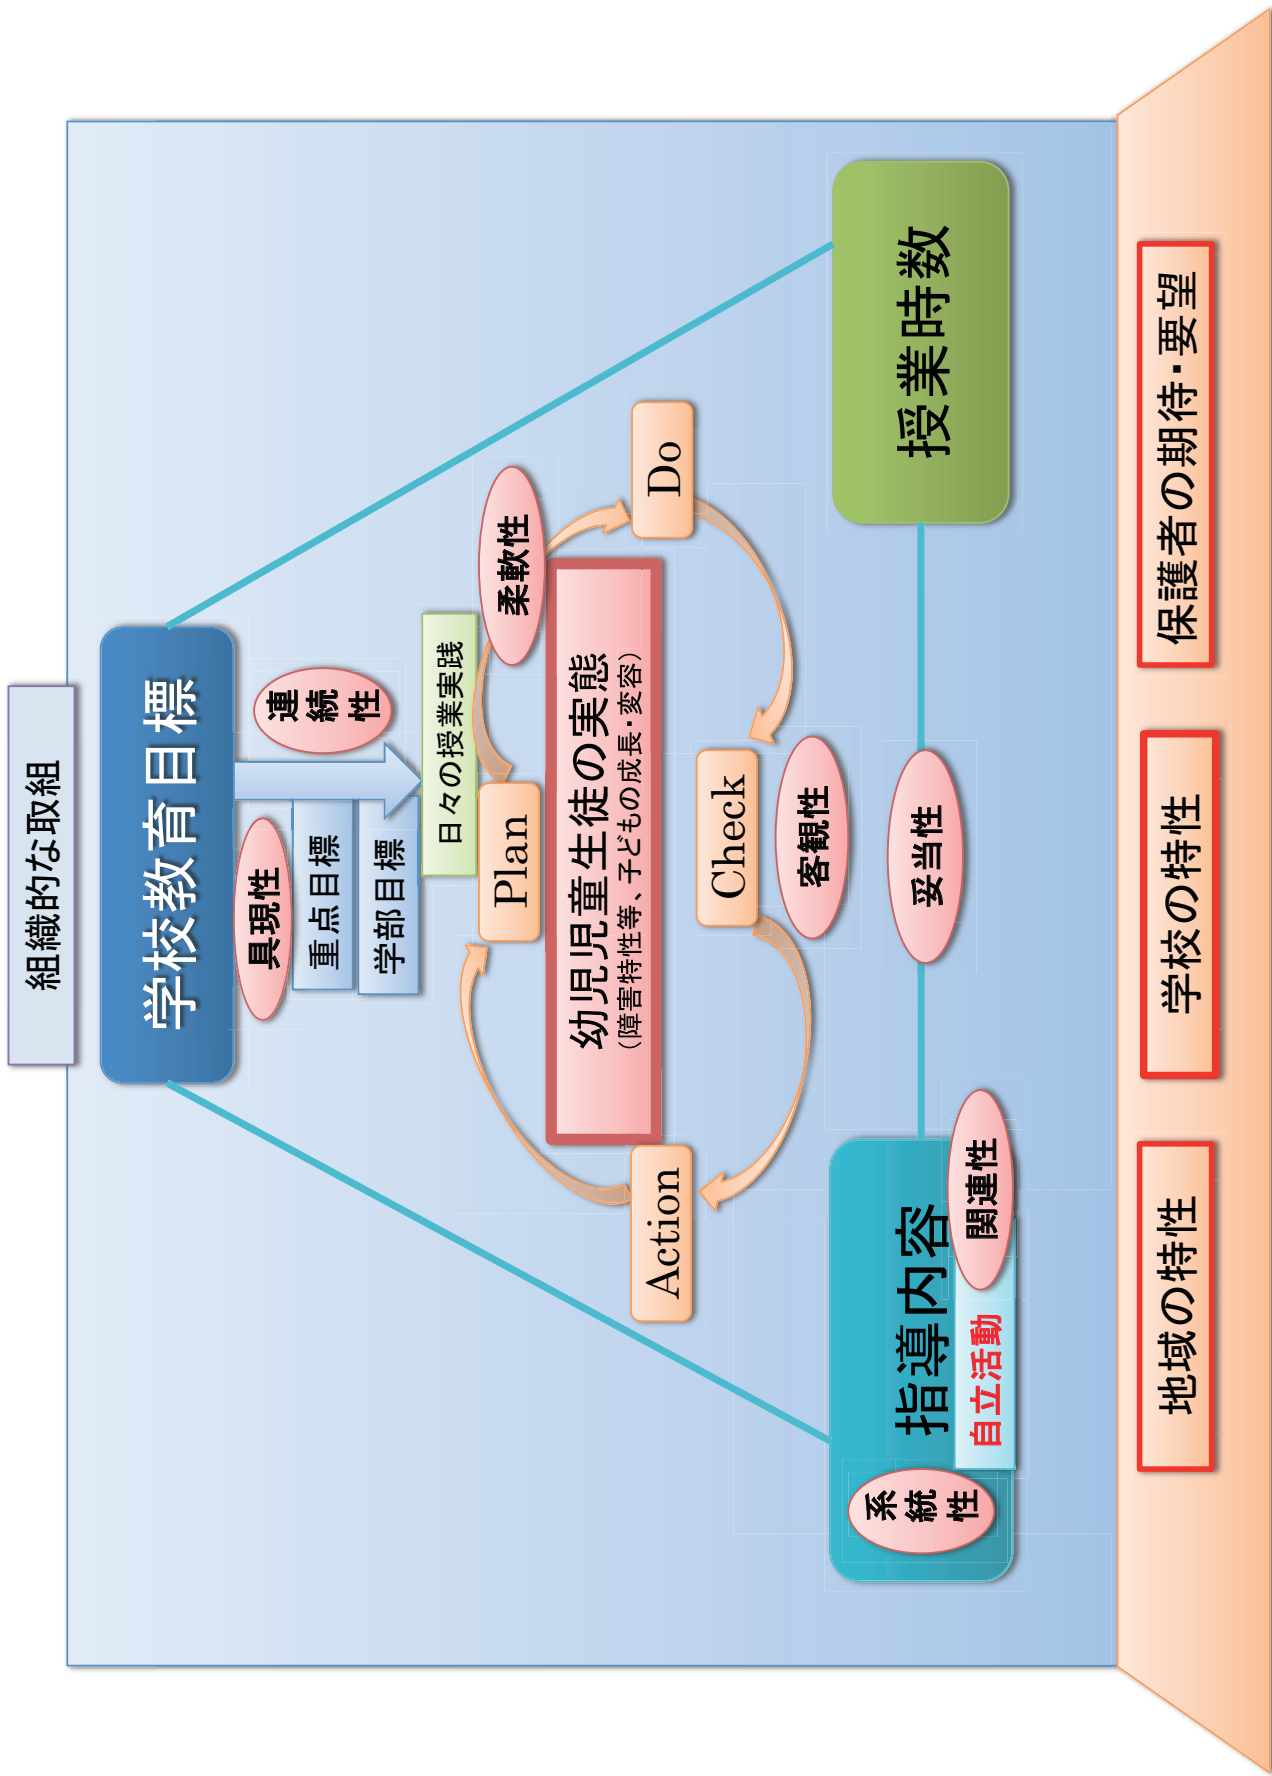 組織的な取組
学校教育目標
具現性
連
続
性
重点目標
学部目標
日々の授業実践
Plan
柔軟性
幼児児童生徒の実態
（障害特性等、子どもの成長・変容）
Action
Do
Check
客観性
指導内容
系
統
性
自立活動
関連性
妥当性
授業時数
地域の特性
学校の特性
保護者の期待・要望